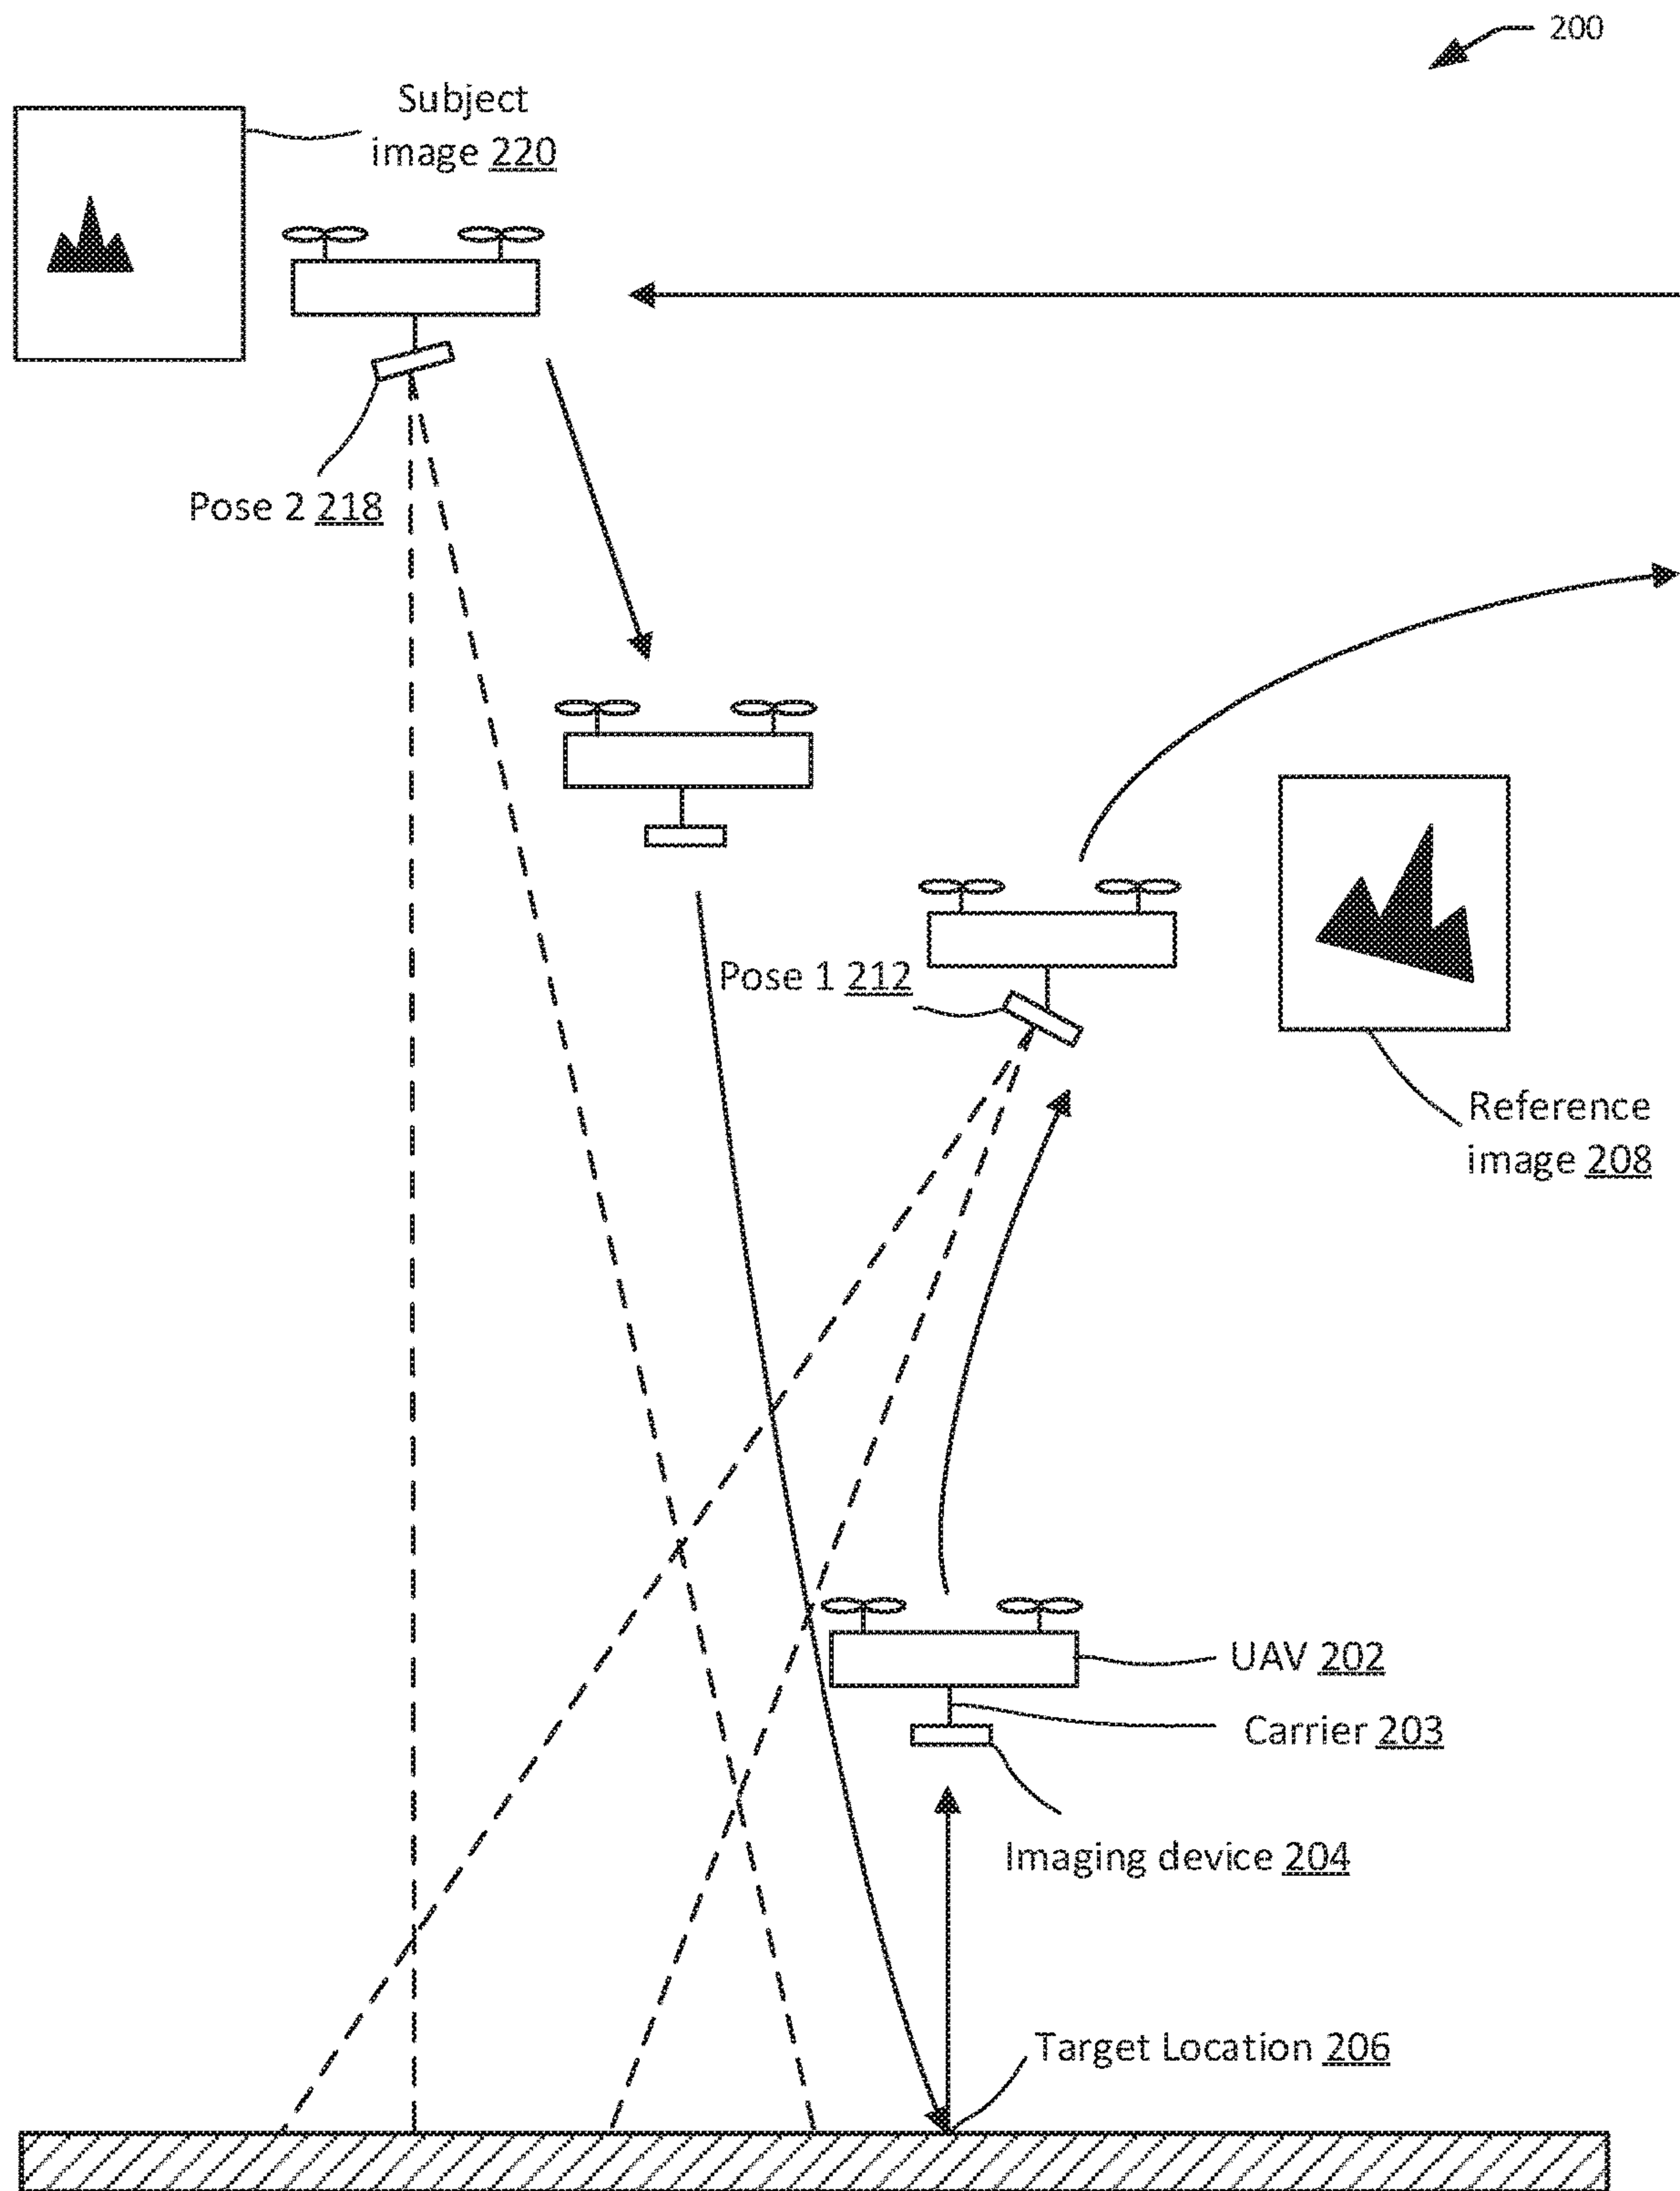 200
Subject
image 220
Pose 2 218
Pose 1 212
Reference
image 208
UAV 202
Carrier 203
Imaging device 204
Target Location 206